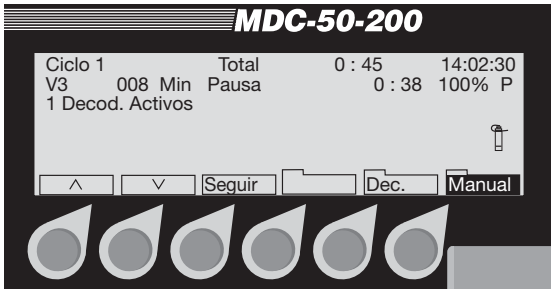 MDC-50-200
Ciclo 1 Total 0 : 45 14:02:30
V3 008 Min Pausa 0 : 38 100% P
1 Decod. Activos
Seguir Dec. Manual